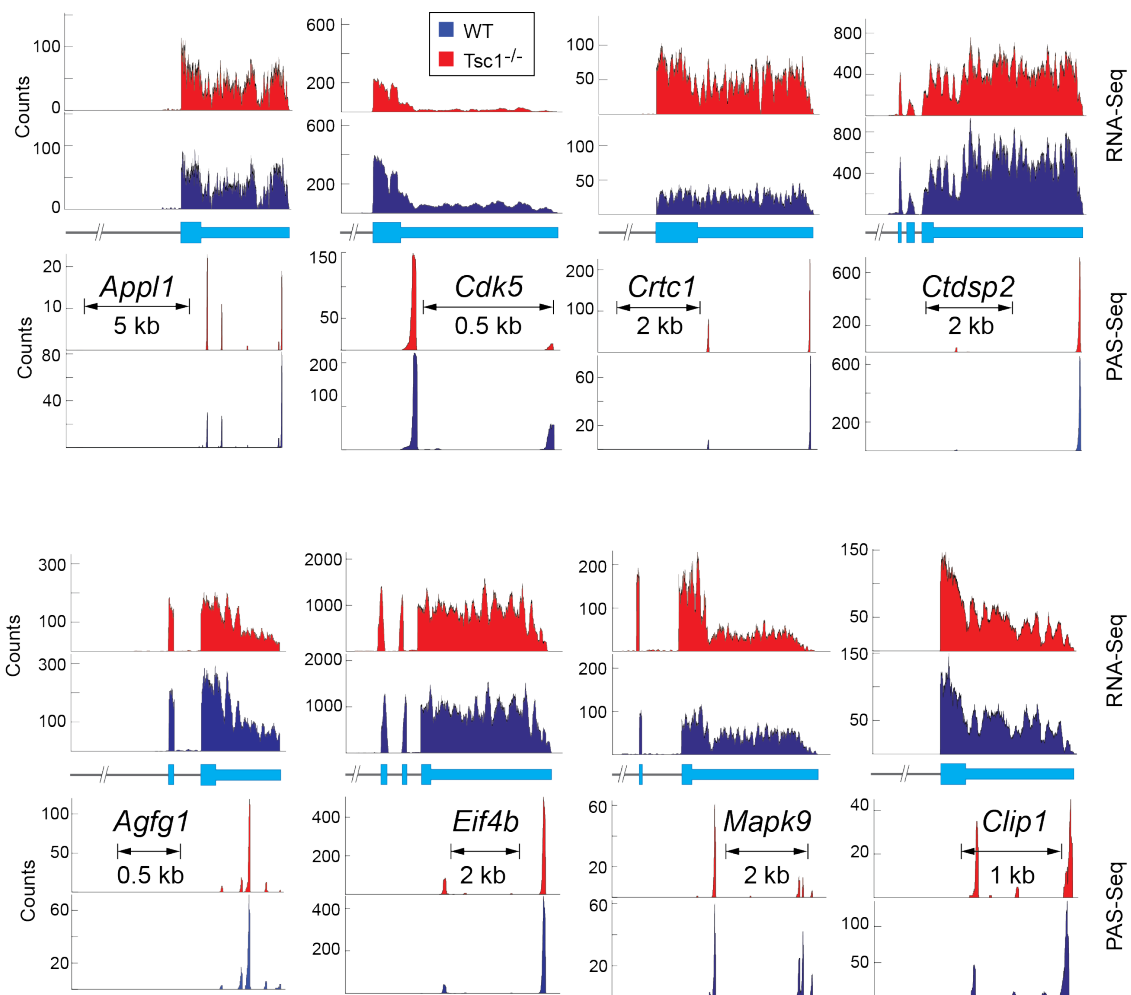 WT
Tsc1-/-
Counts
100
0
100
0
600
200
600
200
100
50
100
50
800
400
800
400
RNA-Seq
Counts
20
10
80
40
Appl1
5 kb
150
50
200
100
Cdk5
0.5 kb
200
100
60
20
Crtc1
2 kb
600
200
600
200
Ctdsp2
2 kb
PAS-Seq
Counts
300
100
300
100
2000
1000
2000
1000
200
100
200
100
150
50
150
50
RNA-Seq
Counts
100
50
60
20
Agfg1
0.5 kb
400
200
400
200
Eif4b
2 kb
60
20
60
20
Mapk9
2 kb
40
20
100
50
Clip1
1 kb
PAS-Seq